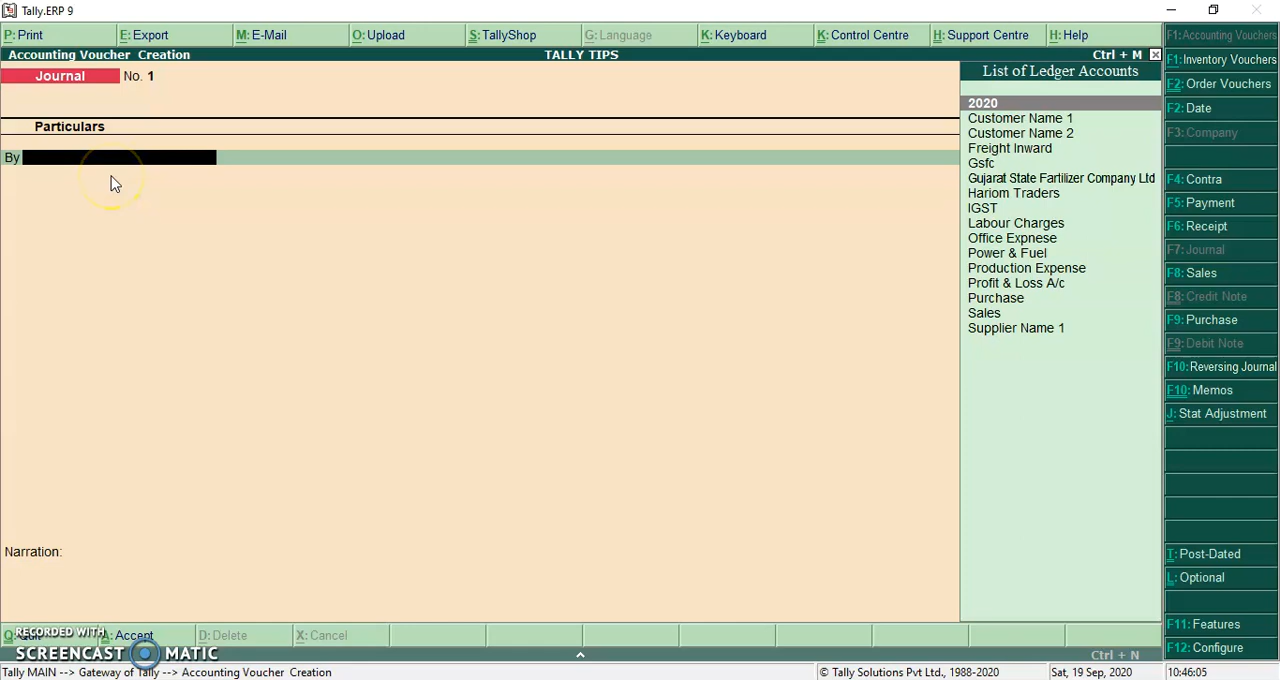 Tally.ERP 9
P: Print
E: Export
M: E-Mail
O: Upload
S: TallyShop
G: Language
K: Keyboard
K: Control Centre
H: Support Centre
H: Help
F1: Accounting Vouchers
Accounting Voucher Creation
TALLY TIPS
Ctrl + M
Journal No. 1
Particulars
By
Narration:
List of Ledger Accounts
2020
Customer Name 1
Customer Name 2
Freight Inward
Gsfc
Gujarat State Fartilizer Company Ltd
Hariom Traders
IGST
Labour Charges
Office Expnese
Power & Fuel
Production Expense
Profit & Loss A/c
Purchase
Sales
Supplier Name 1
F1: Inventory Vouchers
F2: Order Vouchers
F2: Date
F3: Company
F4: Contra
F5: Payment
F6: Receipt
F7: Journal
F8: Sales
F8: Credit Note
F9: Purchase
F9: Debit Note
F10: Reversing Journal
F10: Memos
J: Stat Adjustment
T: Post-Dated
L: Optional
F11: Features
F12: Configure
Q: Quit
A: Accept
D: Delete
X: Cancel
RECORDED WITH
SCREENCAST MATIC
Ctrl + N
Tally MAIN --> Gateway of Tally --> Accounting Voucher Creation
© Tally Solutions Pvt Ltd., 1988-2020
Sat, 19 Sep, 2020
10:46:05